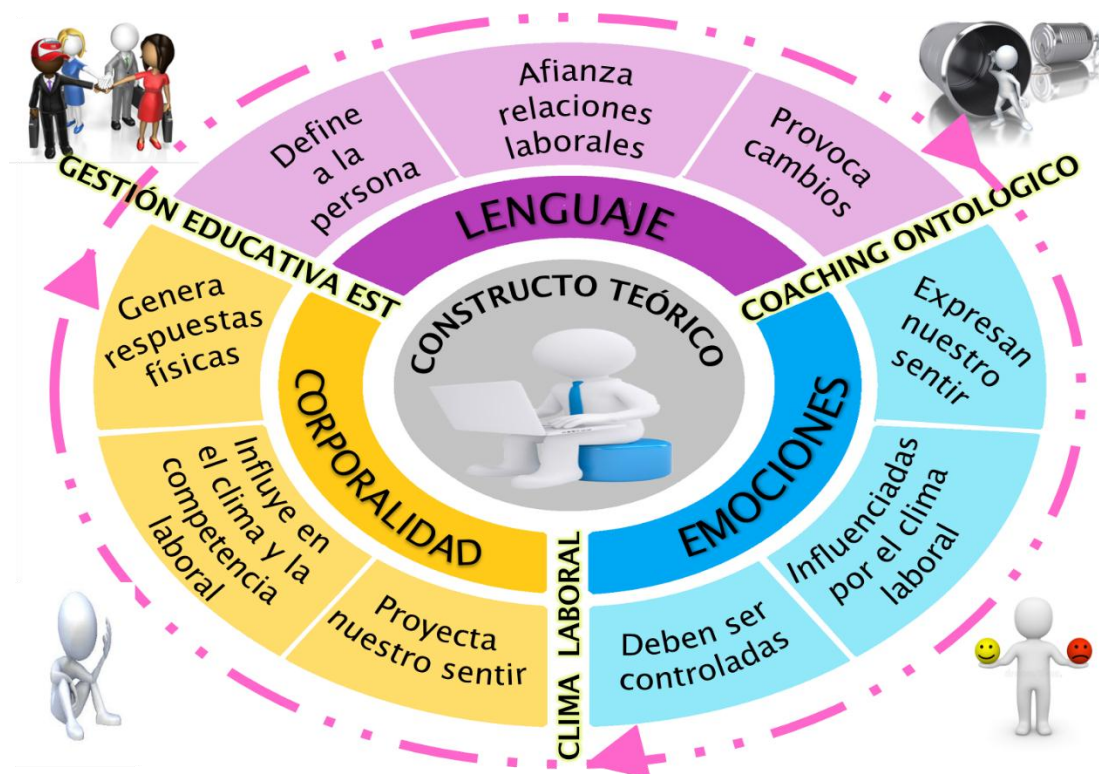 Define
a la
persona
Afianza
relaciones
laborales
Provoca
cambios
LENGUAJE
GESTIÓN EDUCATIVA EST
COACHING ONTOLOGICO
CONSTRUCTO TEÓRICO
Genera
respuestas
físicas
Influye en
el clima y la
competencia
laboral
Proyecta
nuestro sentir
CORPORALIDAD
CLIMA LABORAL
EMOCIONES
Expresan
nuestro
sentir
Influenciadas
por el clima
laboral
Deben ser
controladas